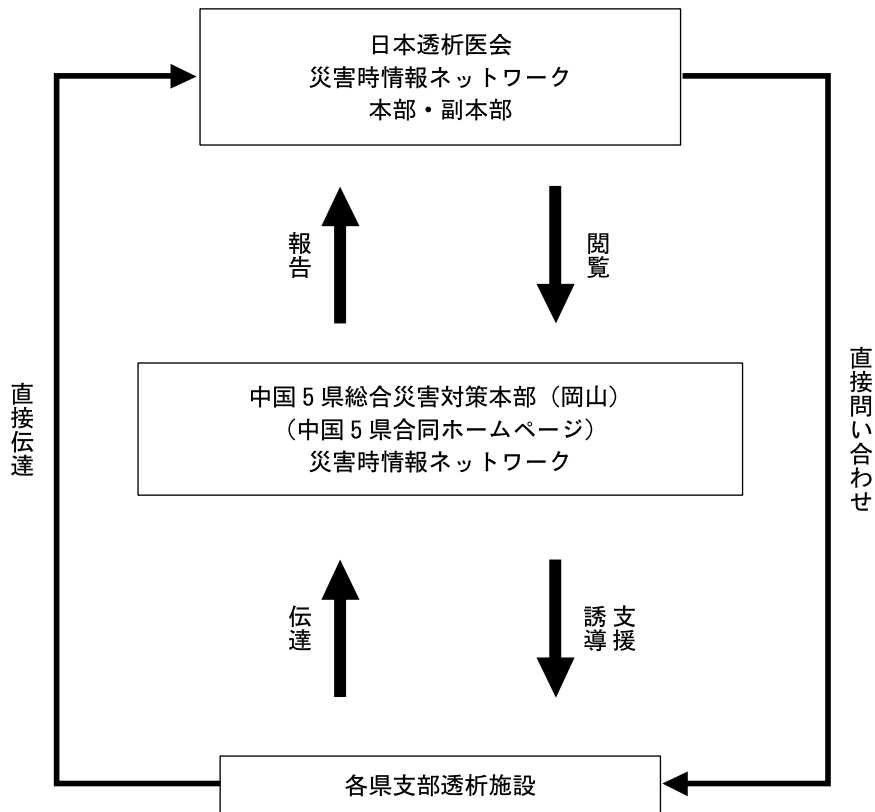 日本透析医会
災害時情報ネットワーク
本部・副本部
報告
閲覧
直接伝達
直接問い合わせ
中国5県総合災害対策本部（岡山）
（中国5県合同ホームページ）
災害時情報ネットワーク
伝達
支援
誘導
各県支部透析施設